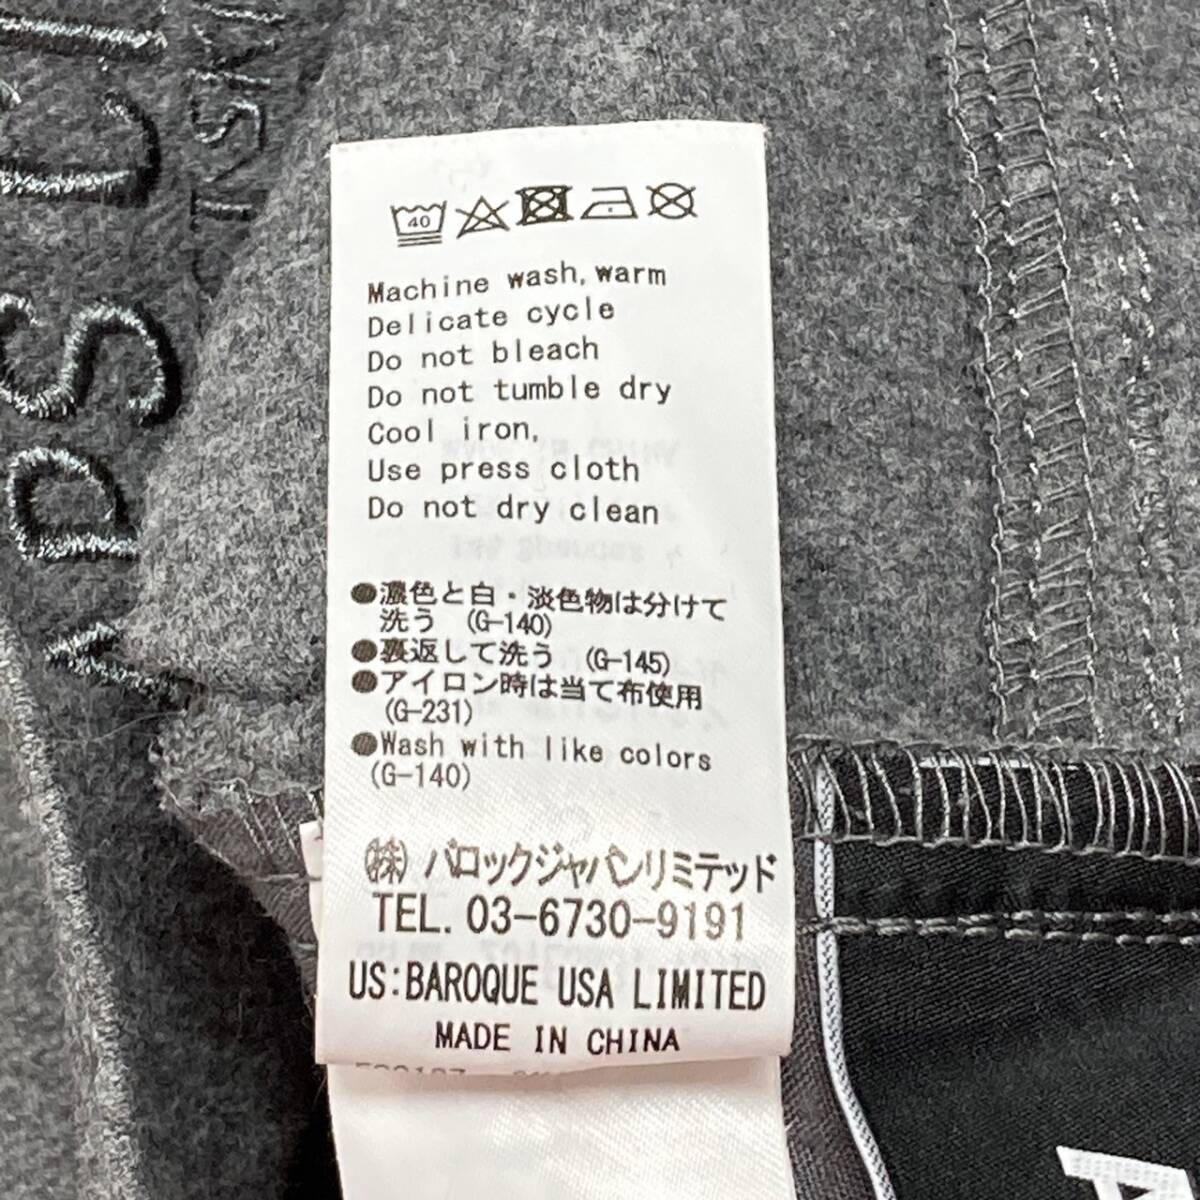 40
Machine wash, warm
Delicate cycle
Do not bleach
Do not tumble dry
Cool iron,
Use press cloth
Do not dry clean
●濃色と白・淡色物は分けて
洗う (G-140)
●裏返して洗う (G-145)
●アイロン時は当て布使用
(G-231)
●Wash with like colors
(G-140)
㈱ バロックジャパンリミテッド
TEL. 03-6730-9191
US:BAROQUE USA LIMITED
MADE IN CHINA